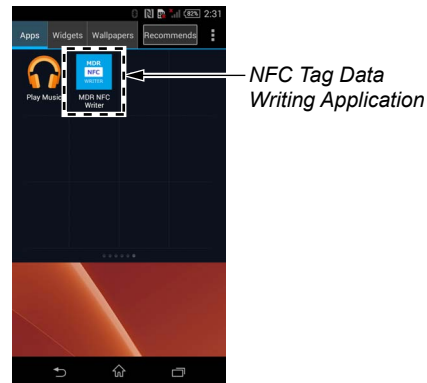 82% 2:31
Apps Widgets Wallpapers Recommends
MDR
NFC
WRITER
Play Music MDR NFC
Writer
NFC Tag Data
Writing Application